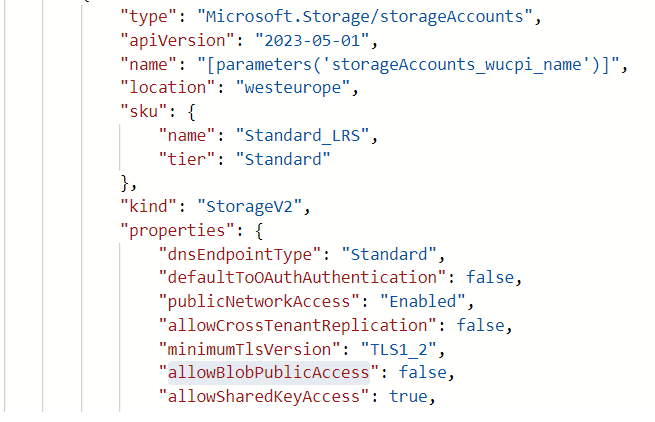 "type": "Microsoft.Storage/storageAccounts",
"apiVersion": "2023-05-01",
"name": "[parameters('storageAccounts_wucpi_name')]",
"location": "westeurope",
"sku": {
"name": "Standard_LRS",
"tier": "Standard"
},
"kind": "StorageV2",
"properties": {
"dnsEndpointType": "Standard",
"defaultToOAuthAuthentication": false,
"publicNetworkAccess": "Enabled",
"allowCrossTenantReplication": false,
"minimumTlsVersion": "TLS1_2",
"allowBlobPublicAccess": false,
"allowSharedKeyAccess": true,